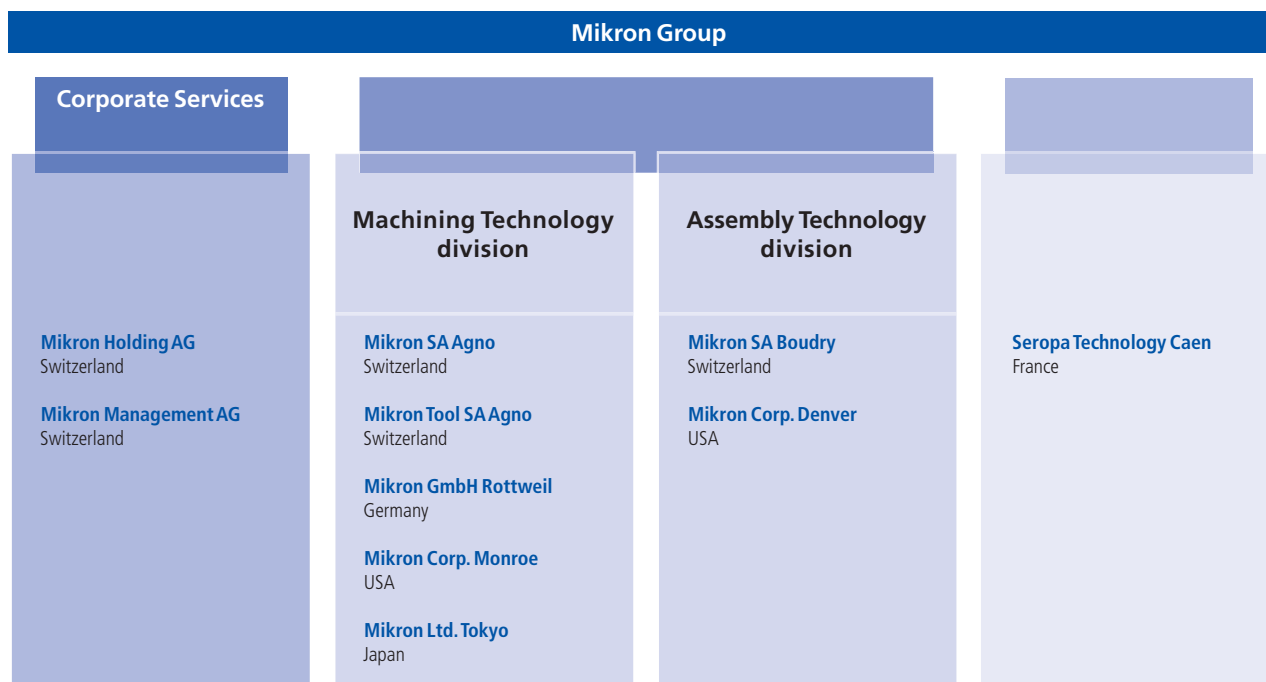 Mikron Group
Corporate Services
Mikron Holding AG
Switzerland
Mikron Management AG
Switzerland
Machining Technology
division
Mikron SA Agno
Switzerland
Mikron Tool SA Agno
Switzerland
Mikron GmbH Rottweil
Germany
Mikron Corp. Monroe
USA
Mikron Ltd. Tokyo
Japan
Assembly Technology
division
Mikron SA Boudry
Switzerland
Mikron Corp. Denver
USA
Seropa Technology Caen
France